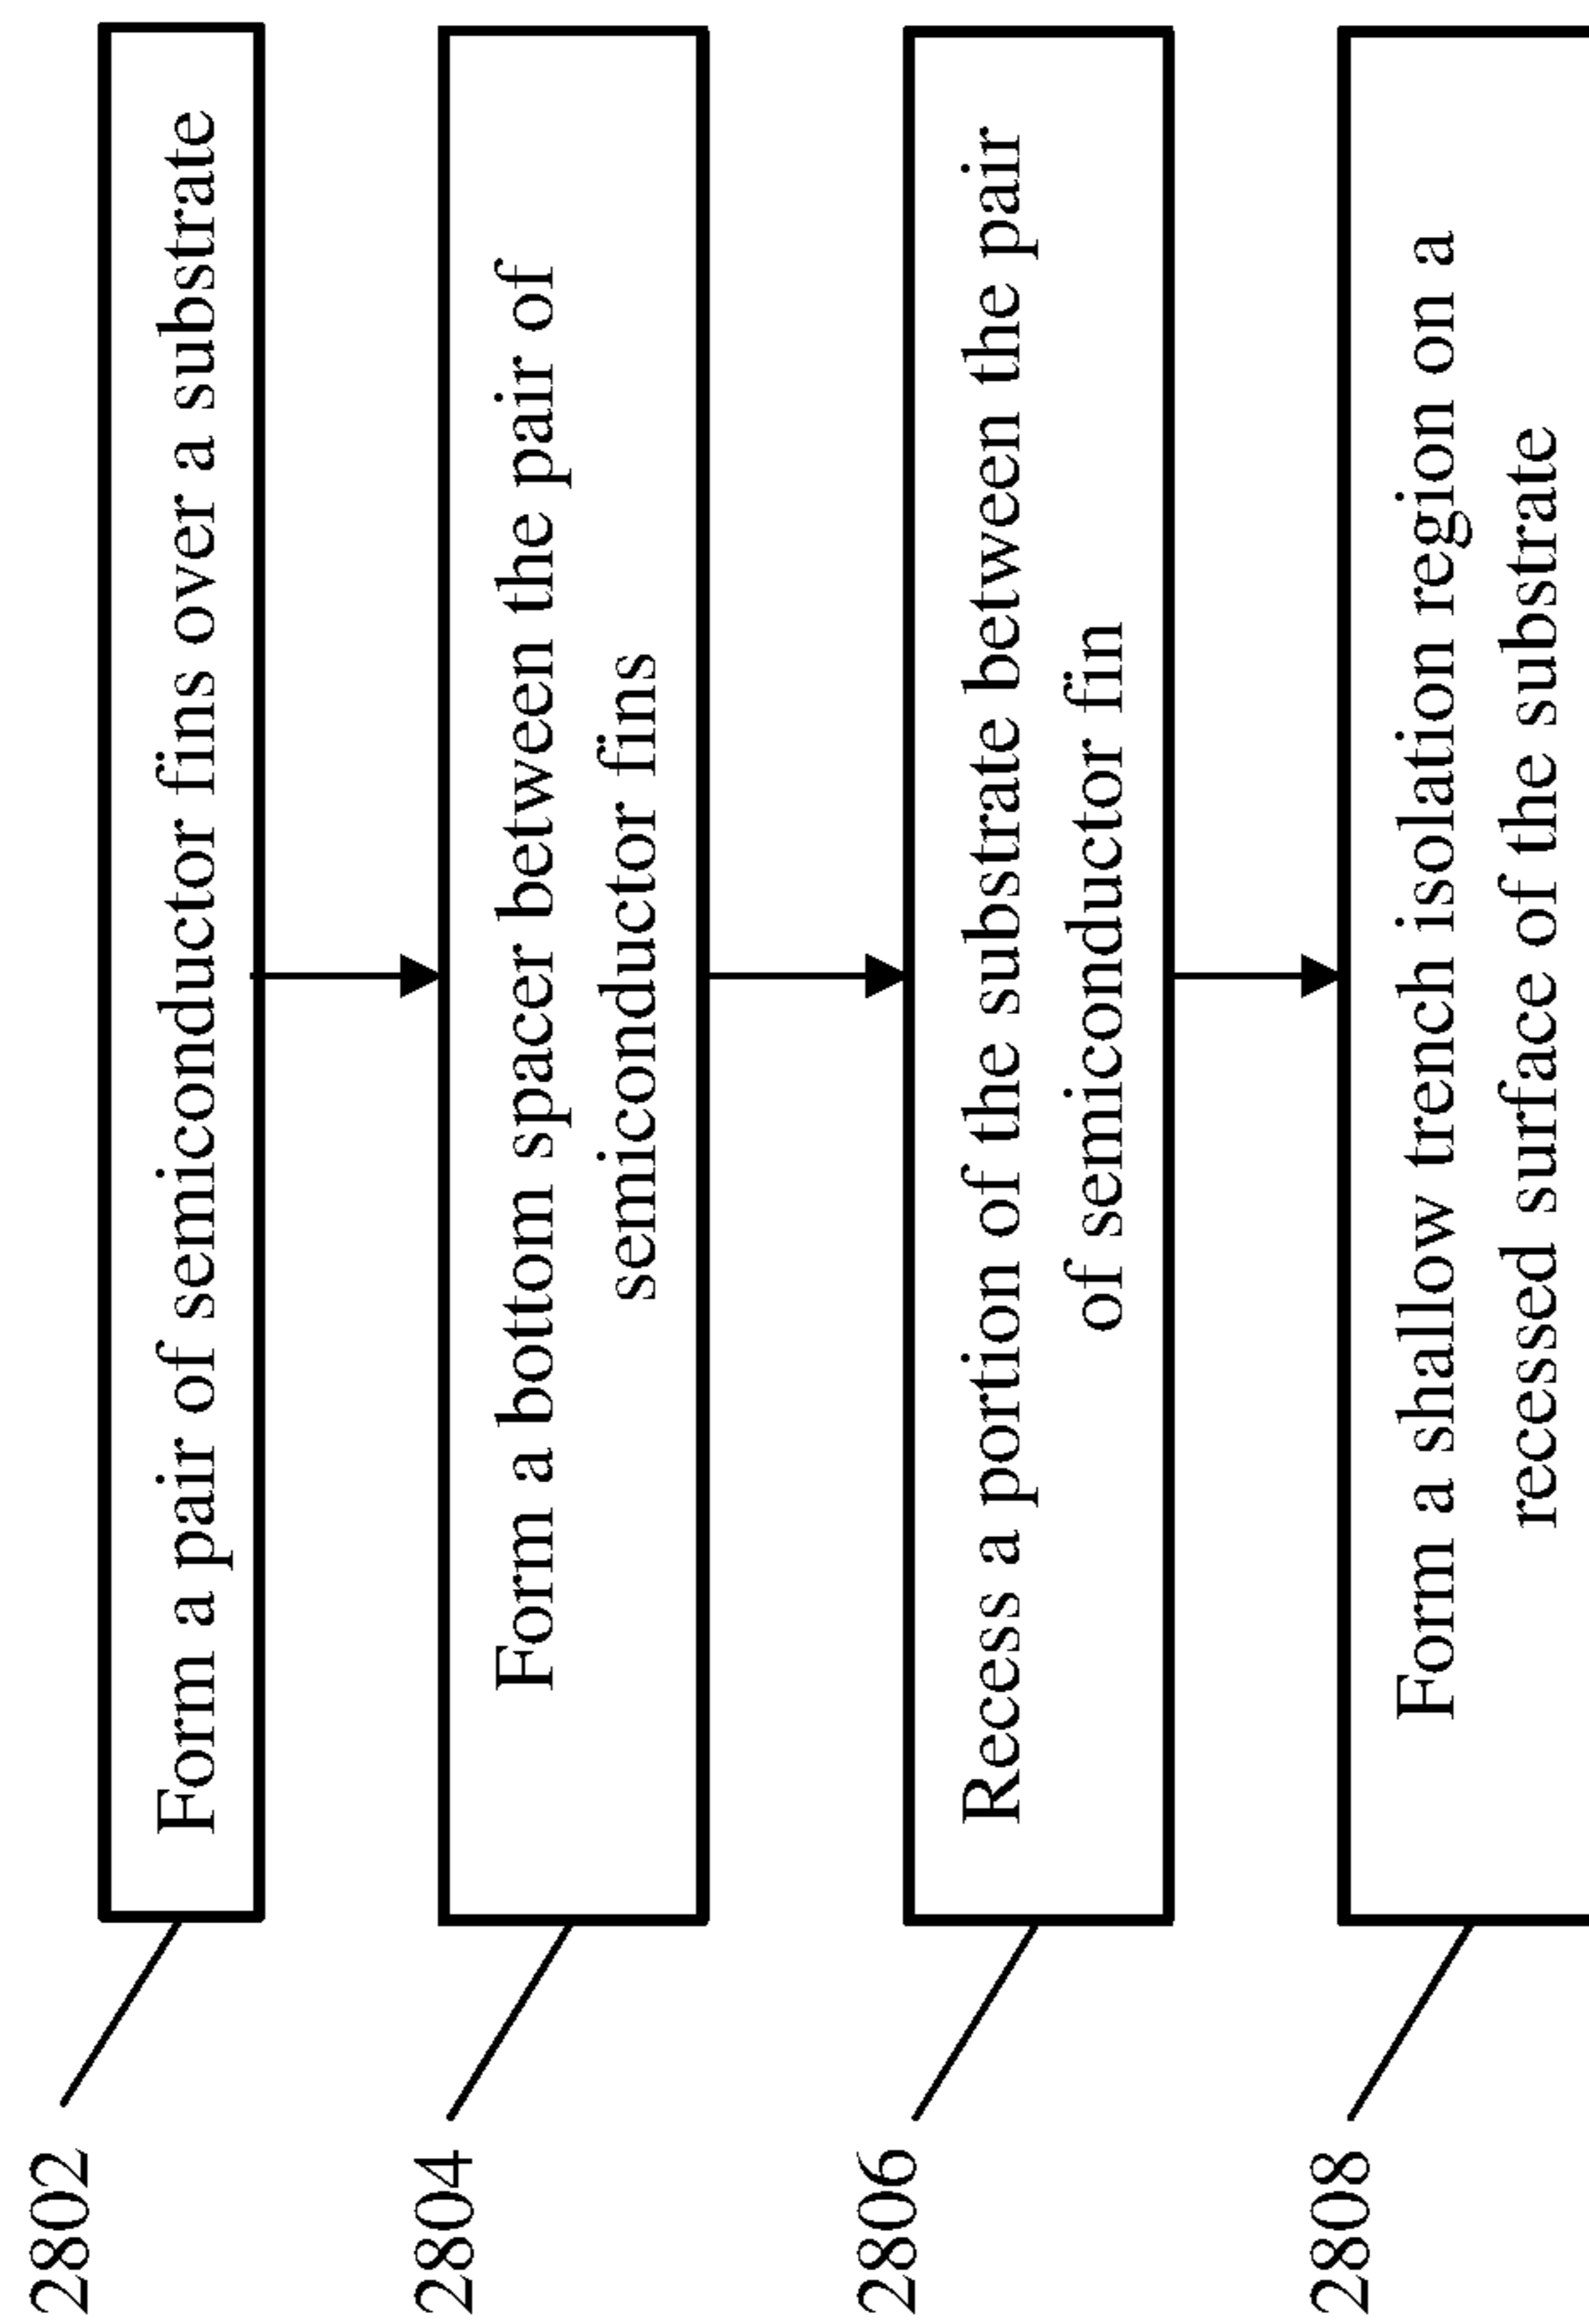 2802
Form a pair of semiconductor fins over a substrate
2804
Form a bottom spacer between the pair of
semiconductor fins
2806
Recess a portion of the substrate between the pair
of semiconductor fin
2808
Form a shallow trench isolation region on a
recessed surface of the substrate